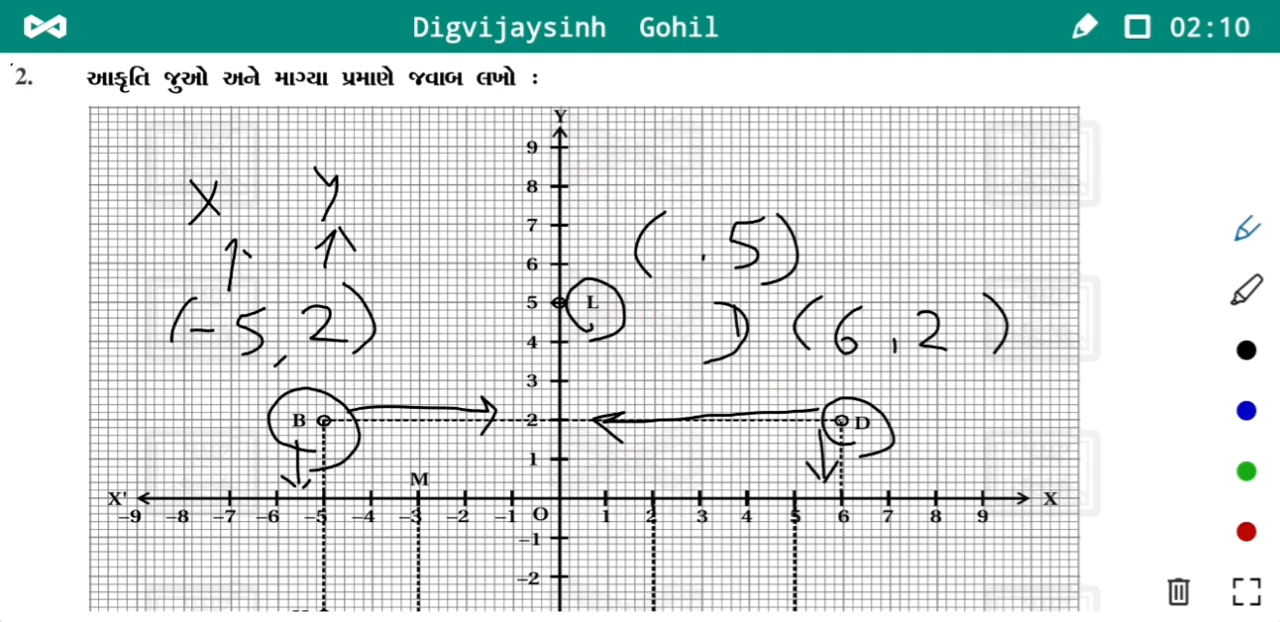 Digvijaysinh Gohil 02:10
2. આકૃતિ જુઓ અને માગ્યા પ્રમાણે જવાબ લખો :
Y
9
8
X y
7
( , 5)
6
5 L
(-5, 2)
D (6, 2)
4
3
B 2 D
1
M
X' X
-9 -8 -7 -6 -5 -4 -3 -2 -1 O 1 2 3 4 5 6 7 8 9
-1
-2